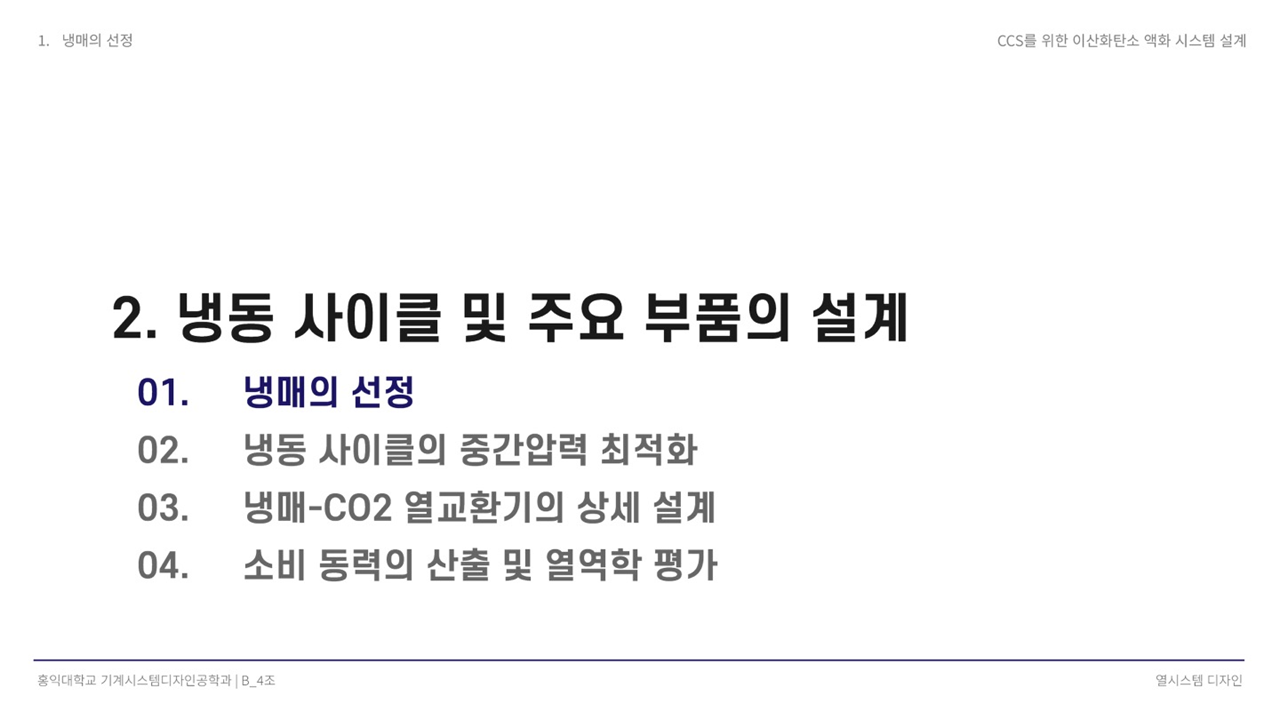 1. 냉매의 선정
CCS를 위한 이산화탄소 액화 시스템 설계
2. 냉동 사이클 및 주요 부품의 설계
01. 냉매의 선정
02. 냉동 사이클의 중간압력 최적화
03. 냉매-CO2 열교환기의 상세 설계
04. 소비 동력의 산출 및 열역학 평가
홍익대학교 기계시스템디자인공학과 | B_4조
열시스템 디자인